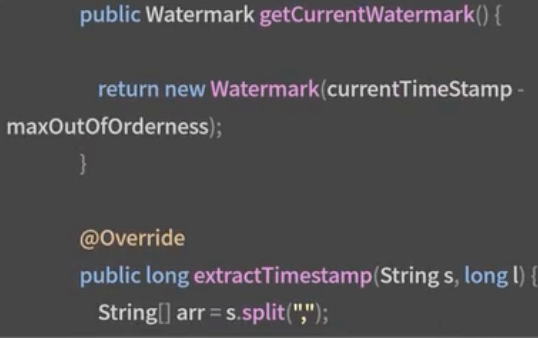 public Watermark getCurrentWatermark() {
return new Watermark(currentTimeStamp -
maxOutOfOrderness);
}
@Override
public long extractTimestamp(String s, long l) {
String[] arr = s.split(",");